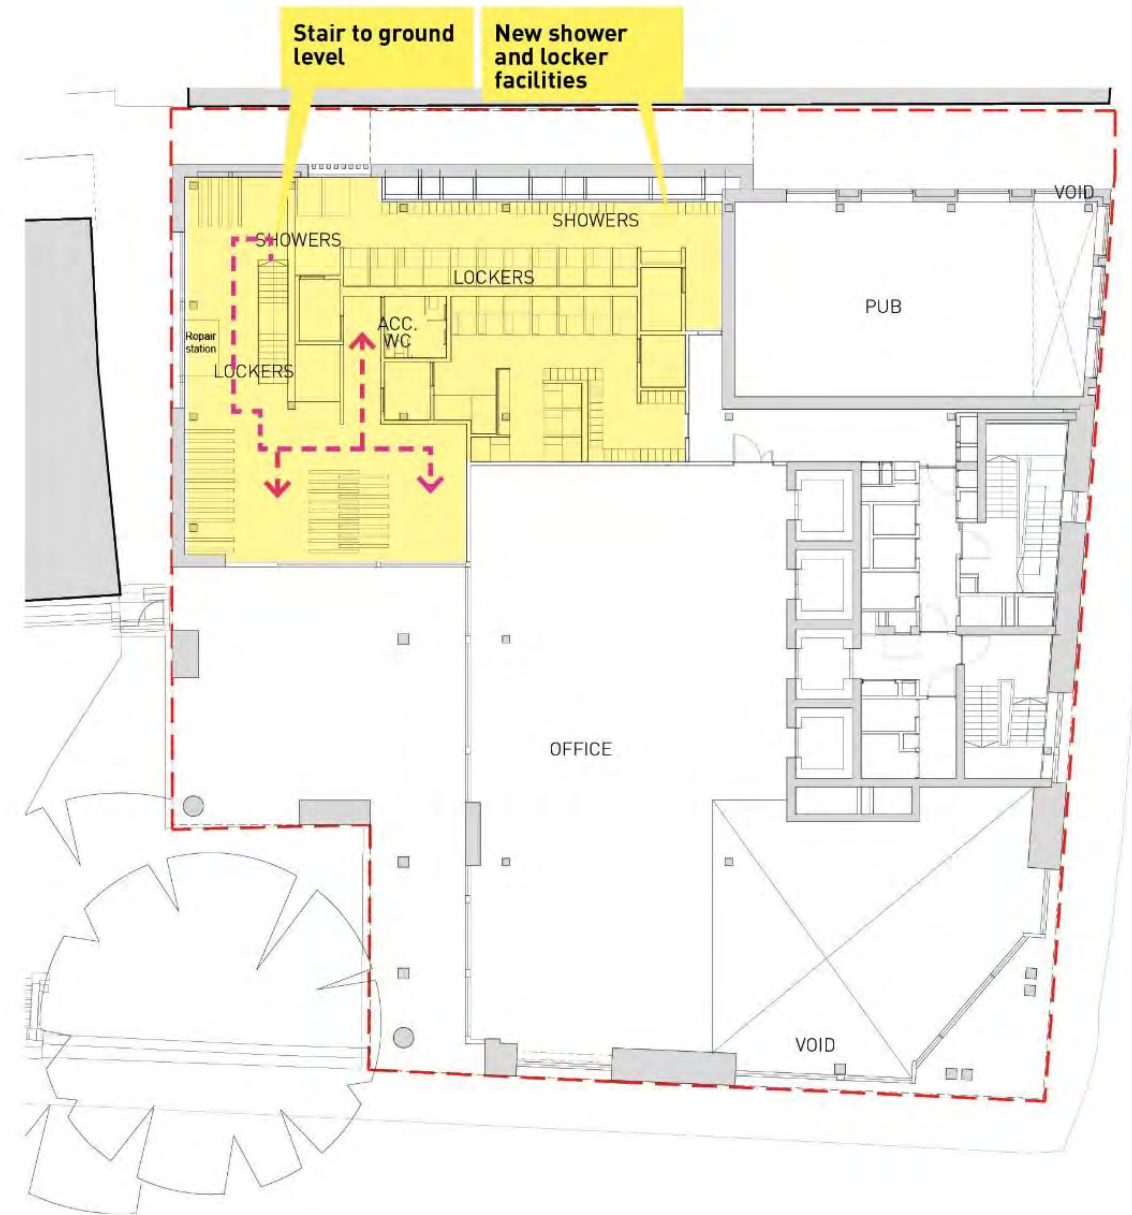 Stair to ground
level
New shower
and locker
facilities
VOID
SHOWERS
SHOWERS
LOCKERS
PUB
ACC.
WC
Repair
station
LOCKERS
OFFICE
VOID